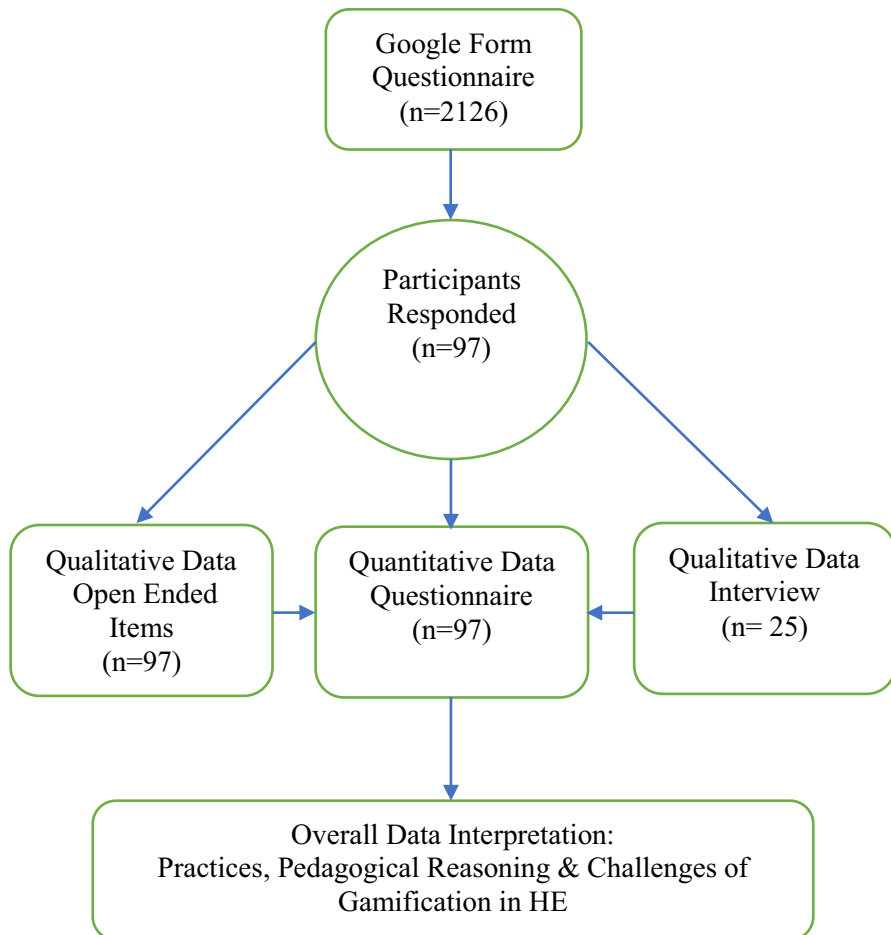 Google Form
Questionnaire
(n=2126)
Participants
Responded
(n=97)
Qualitative Data
Open Ended
Items
(n=97)
Quantitative Data
Questionnaire
(n=97)
Qualitative Data
Interview
(n= 25)
Overall Data Interpretation:
Practices, Pedagogical Reasoning & Challenges of
Gamification in HE